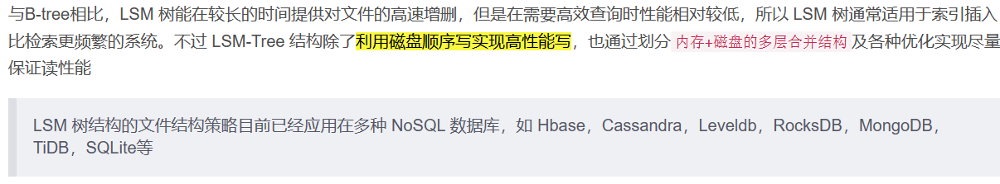 与B-tree相比，LSM 树能在较长的时间提供对文件的高速增删，但是在需要高效查询时性能相对较低，所以 LSM 树通常适用于索引插入
比检索更频繁的系统。不过 LSM-Tree 结构除了利用磁盘顺序写实现高性能写，也通过划分 内存+磁盘的多层合并结构 及各种优化实现尽量
保证读性能
LSM 树结构的文件结构策略目前已经应用在多种 NoSQL 数据库，如 Hbase，Cassandra，Leveldb，RocksDB，MongoDB，
TiDB，SQLite等